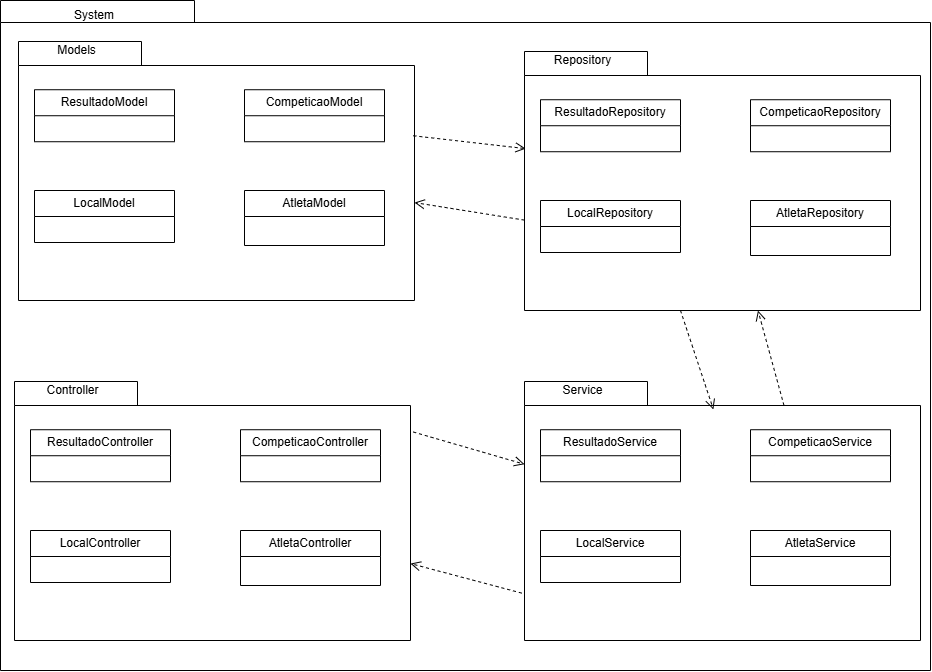 System
Models
ResultadoModel
CompeticaoModel
LocalModel
AtletaModel
Repository
ResultadoRepository
CompeticaoRepository
LocalRepository
AtletaRepository
Controller
ResultadoController
CompeticaoController
LocalController
AtletaController
Service
ResultadoService
CompeticaoService
LocalService
AtletaService